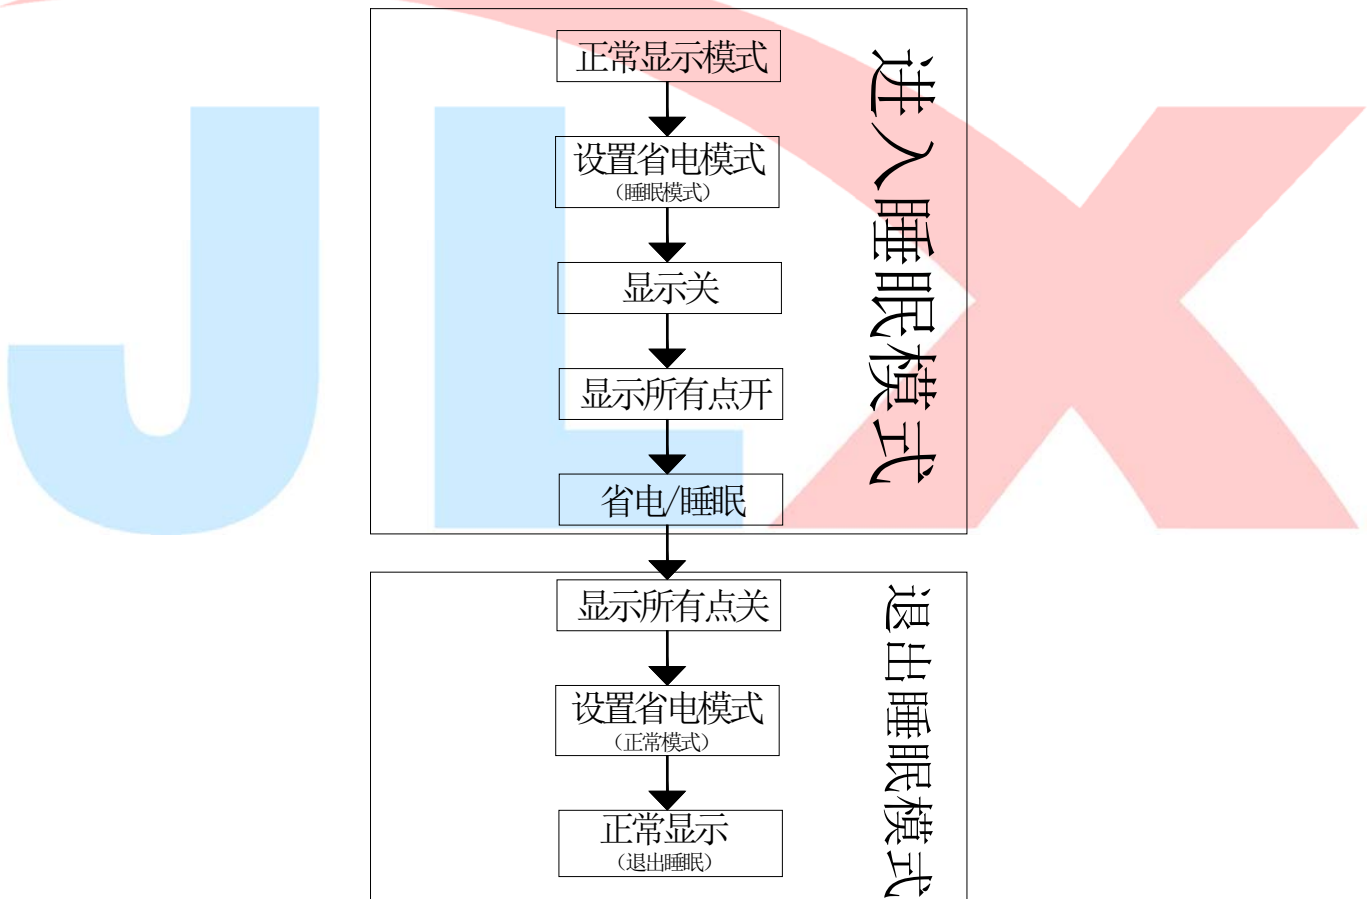 正常显示模式
设置省电模式
（睡眠模式）
显示关
显示所有点开
省电/睡眠
进入睡眠模式
显示所有点关
设置省电模式
（正常模式）
正常显示
（退出睡眠）
退出睡眠模式
JLX